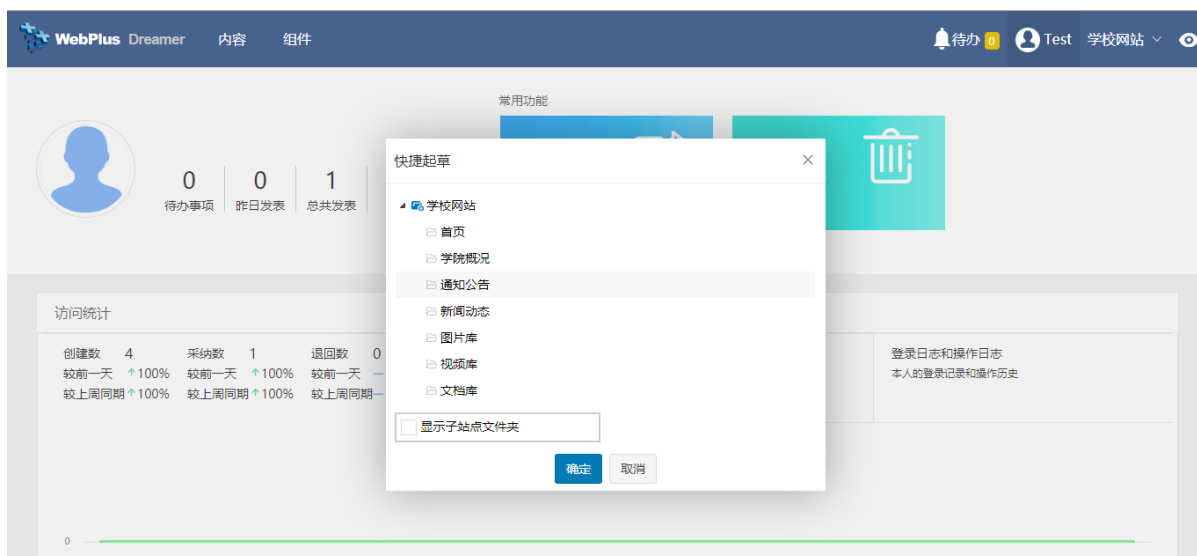 WebPlus Dreamer 内容 组件 待办 0 Test 学校网站
常用功能
快捷起草
0 0 1
待办事项 昨日发表 总共发表
学校网站
首页
学院概况
通知公告
新闻动态
图片库
视频库
文档库
显示子站点文件夹
确定 取消
访问统计
创建数 4 采纳数 1 退回数 0
较前一天 ↑100% 较前一天 ↑100% 较前一天 —
较上周同期↑100% 较上周同期↑100% 较上周同期—
登录日志和操作日志
本人的登录记录和操作历史
0